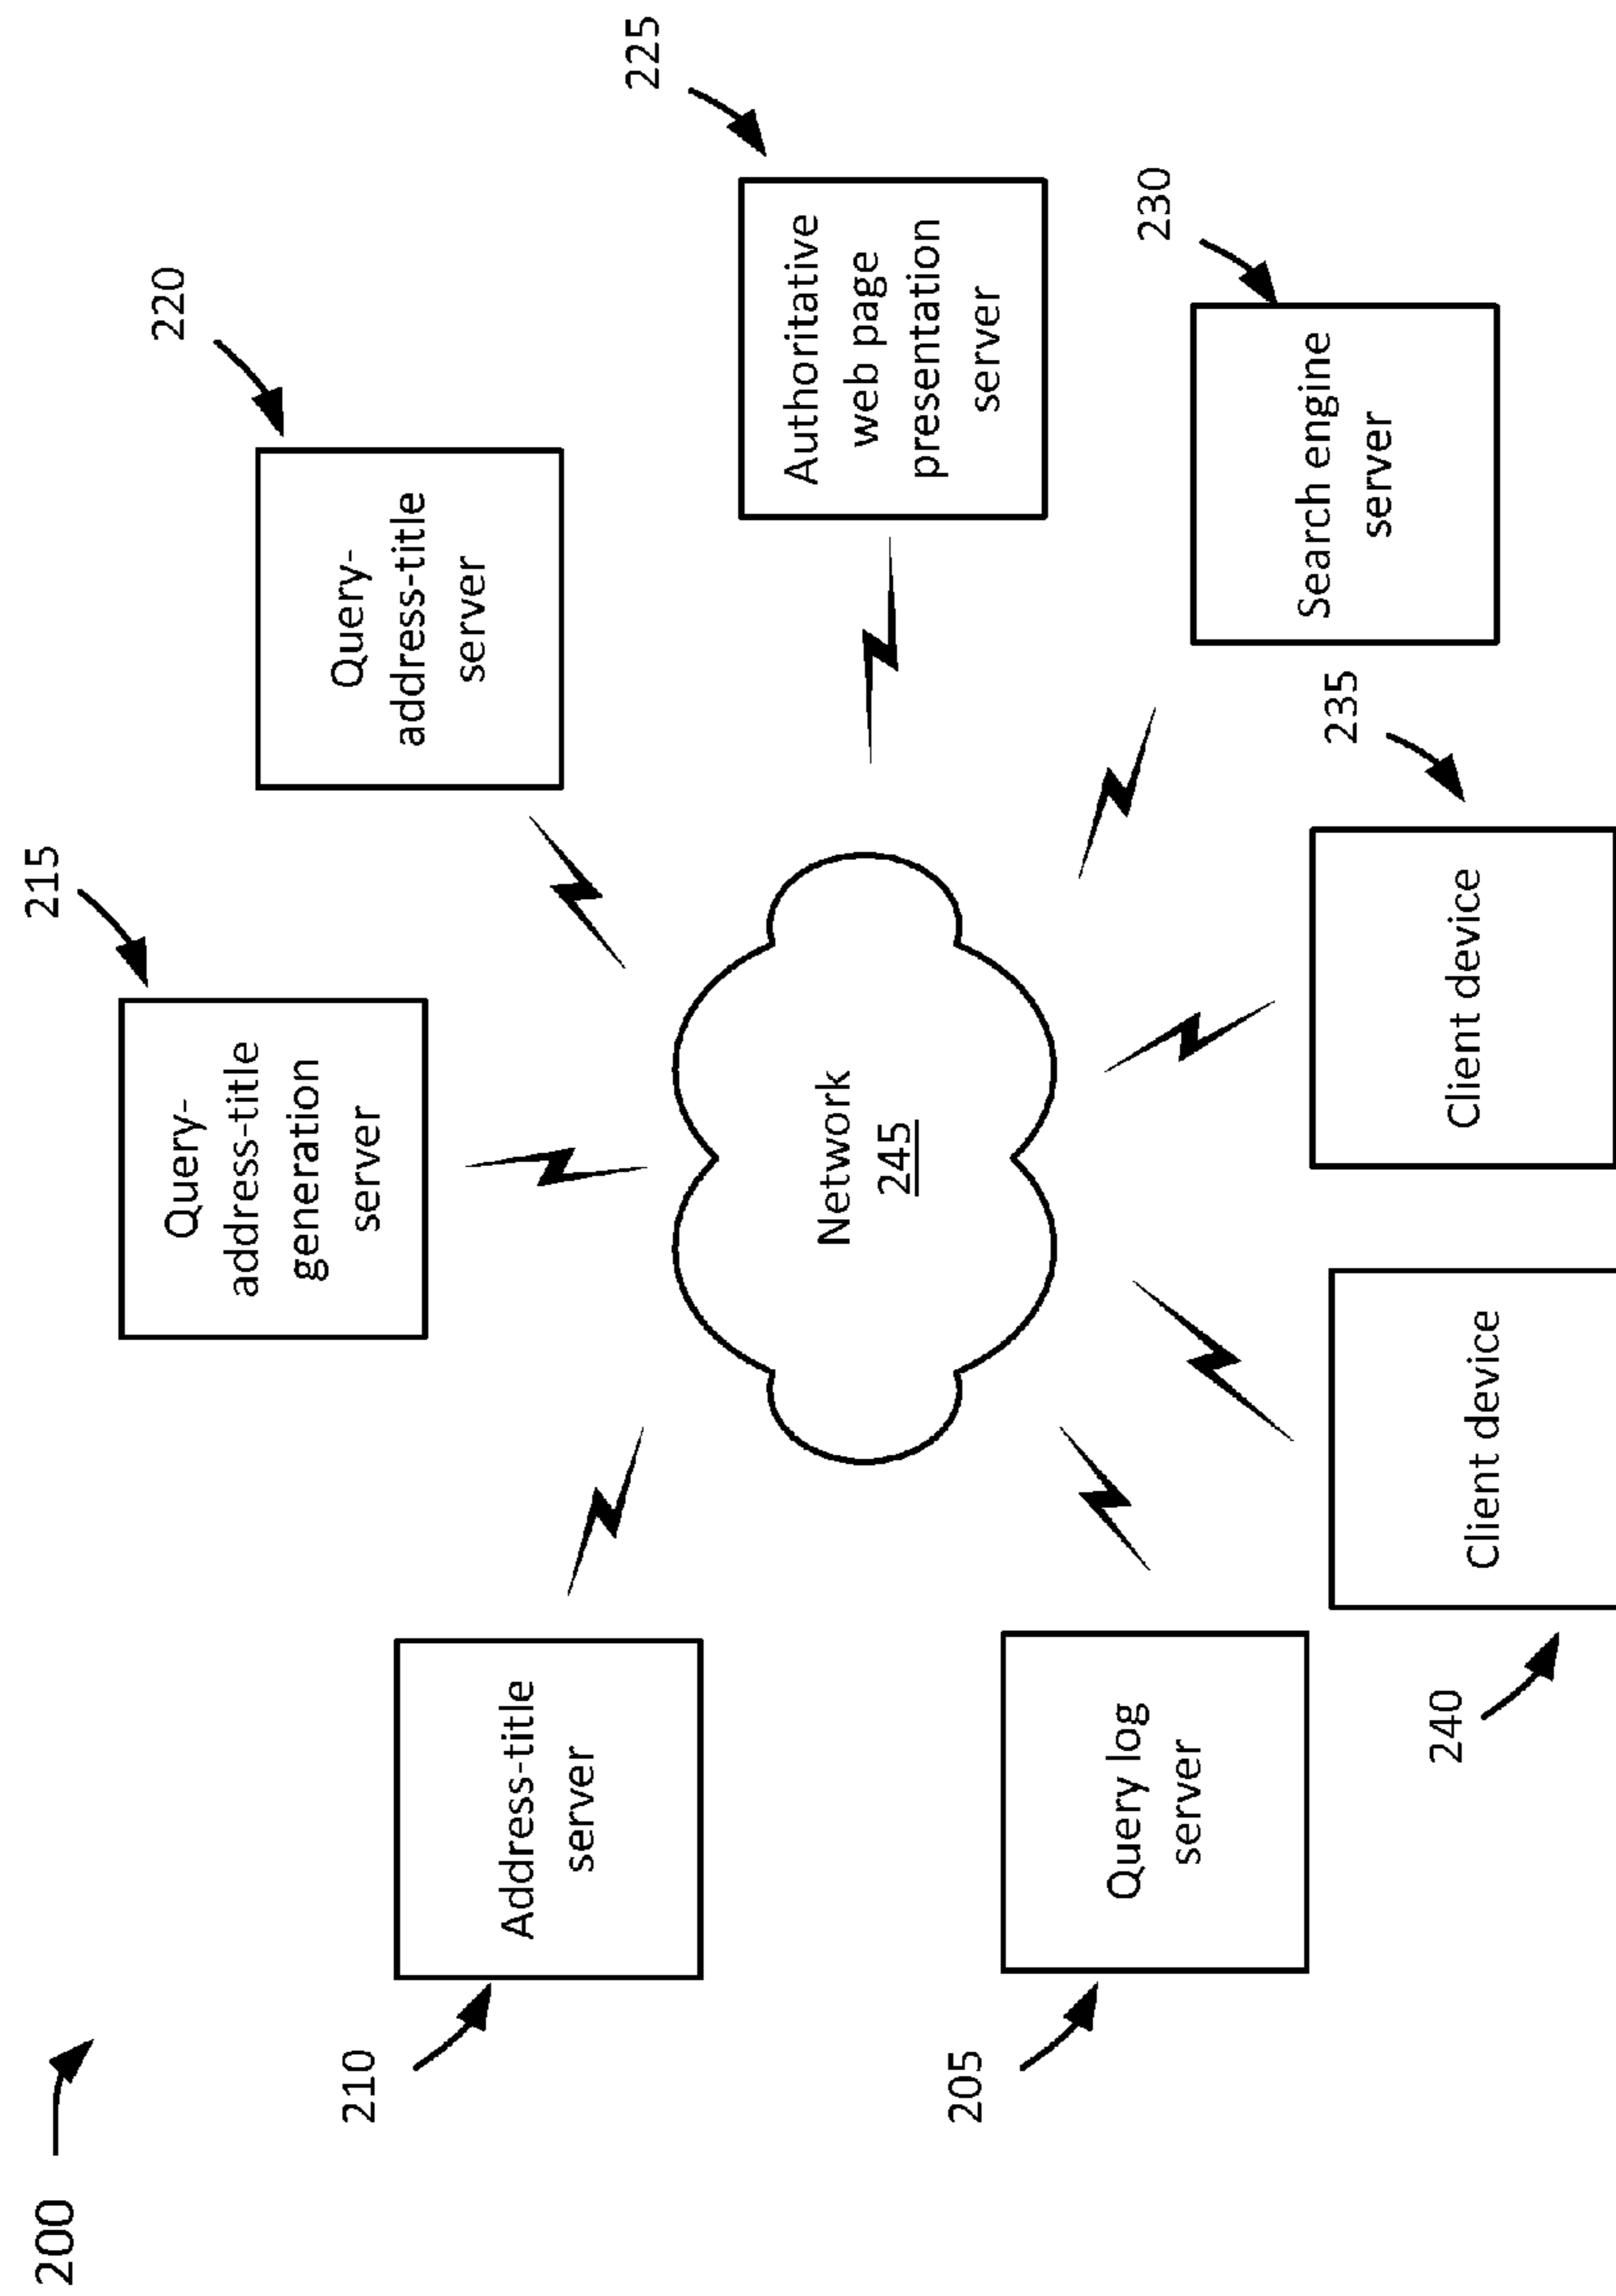 200
215
Query-
address-title
generation
server
220
Query-
address-title
server
210
Address-title
server
225
Authoritative
web page
presentation
server
Network
245
205
Query log
server
230
Search engine
server
240
Client device
235
Client device